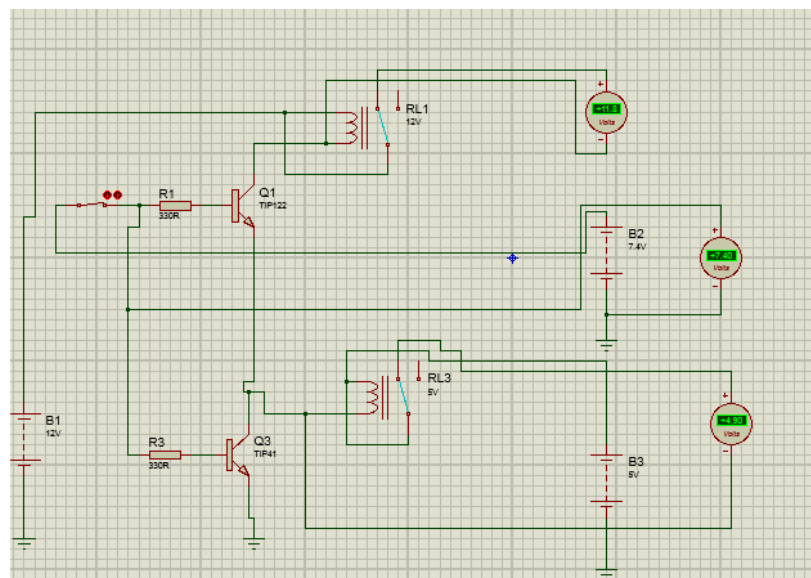 RL1
12V
+11.3
Volts
R1
330R
Q1
TIP122
B2
7.4V
+7.40
Volts
RL3
5V
B1
12V
R3
330R
Q3
TIP41
+4.90
Volts
B3
5V